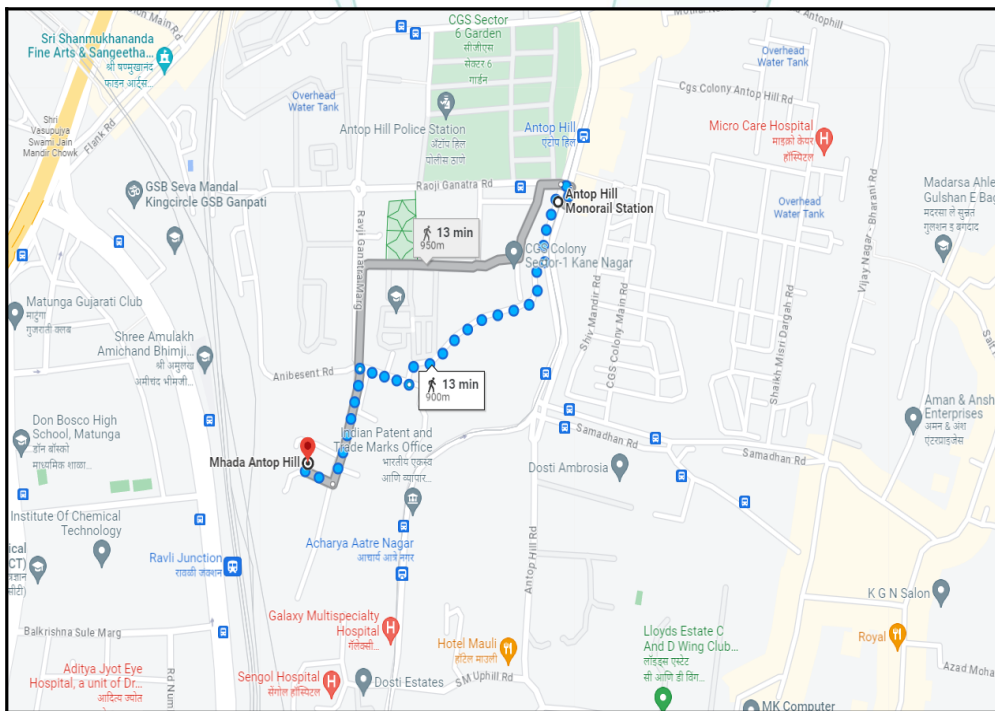 CGS Sector
6 Garden
सीजीएस
सेक्टर 6
गार्डन
Sri Shanmukhananda
Fine Arts & Sangeetha...
श्री षण्मुखानंद
फाइन आर्ट्स...
Overhead
Water Tank
Cgs Colony Antop Hill Rd
Overhead
Water Tank
Shri
Vasupujya
Swami Jain
Mandir Chowk
Flank Rd
Antop Hill Police Station
अँटॉप हिल
पोलीस ठाणे
Antop Hill
एंटॉप हिल
Micro Care Hospital
माइक्रो केयर
हॉस्पिटल
GSB Seva Mandal
Kingcircle GSB Ganpati
Raoji Ganatra Rd
Antop Hill
Monorail Station
Overhead
Water Tank
Madarsa Ahle
Gulshan E Bag
मदरसा ले सुन्नत
गुलशन इ बगदाद
Ravji Ganatra Marg
13 min
950m
CGS Colony
Sector-1 Kane Nagar
Vijay Nagar - Bharani Rd
Matunga Gujarati Club
माटुंगा
गुजराती क्लब
Shiv Mandir Rd
CGS Colony Main Rd
Shaikh Misri Dargah Rd
Shree Amulakh
Amichand Bhimji...
श्री अमुलख
अमीचंद भीमजी...
Anibesent Rd
13 min
900m
Salt
Don Bosco High
School, Matunga
डॉन बॉस्को
माध्यमिक शाळा...
Indian Patent and
Trade Marks Office
भारतीय एकस्व
आणि व्यापार...
Samadhan Rd
Samadhan Rd
Aman & Ansh
Enterprises
अमन & अंश
एंटरप्राइजेस
Mhada Antop Hill
Dosti Ambrosia
Institute Of Chemical
Technology
Acharya Aatre Nagar
आचार्य आत्रे नगर
Antop Hill Rd
Ravli Junction
रावळी जंक्शन
K G N Salon
Galaxy Multispecialty
Hospital
गॅलेक्सी...
Balkrishna Sule Marg
Hotel Mauli
हॉटेल माउली
Lloyds Estate C
And D Wing Club...
लॉइड्स एस्टेट
सी आणि डी विंग...
Royal
Aditya Jyot Eye
Hospital, a unit of Dr...
आदित्य ज्योत
Rd Num
Sengol Hospital
सेंगोल हॉस्पिटल
Dosti Estates
SM Uphill Rd
Azad Moha
MK Computer